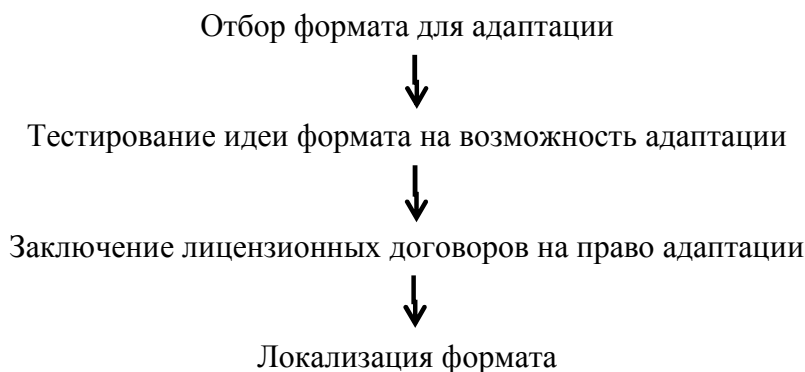 Отбор формата для адаптации
Тестирование идеи формата на возможность адаптации
Заключение лицензионных договоров на право адаптации
Локализация формата